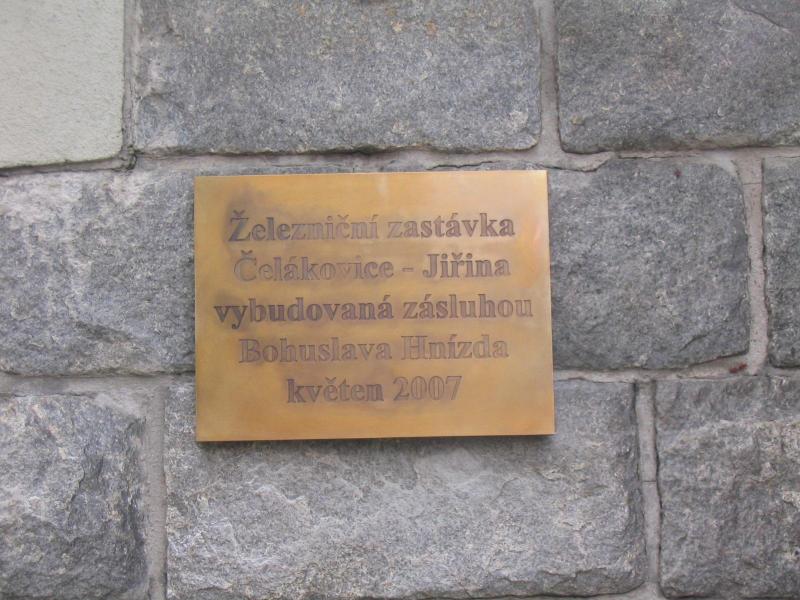 Železniční zastávka
Čelákovice - Jiřina
vybudovaná zásluhou
Bohuslava Hnízda
květen 2007